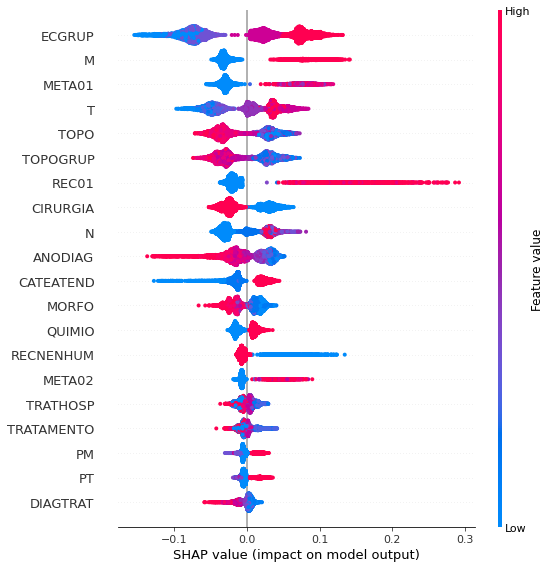 High
ECGRUP
M
META01
T
TOPO
TOPOGRUP
REC01
CIRURGIA
N
ANODIAG
CATEATEND
MORFO
QUIMIO
RECNENHUM
META02
TRATHOSP
TRATAMENTO
PM
PT
DIAGTRAT
Low
Feature value
−0.1 0.0 0.1 0.2 0.3
SHAP value (impact on model output)